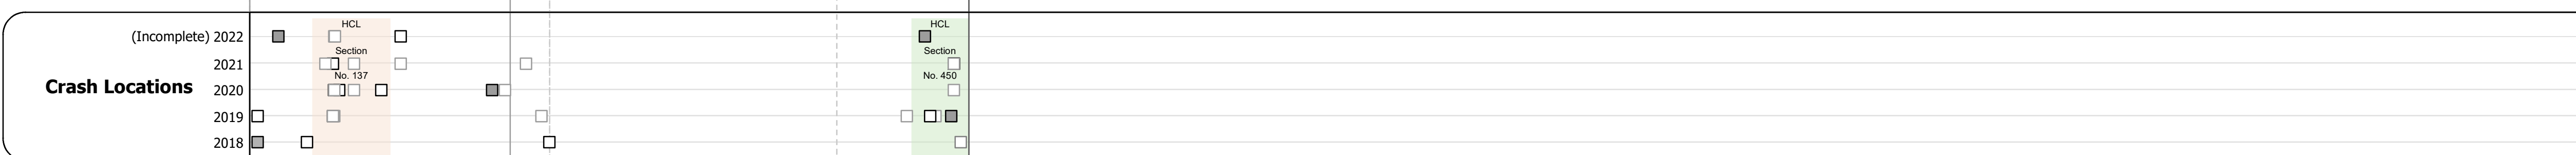 HCL
HCL
(Incomplete) 2022
Section
Section
2021
No. 137
No. 450
Crash Locations
2020
2019
2018